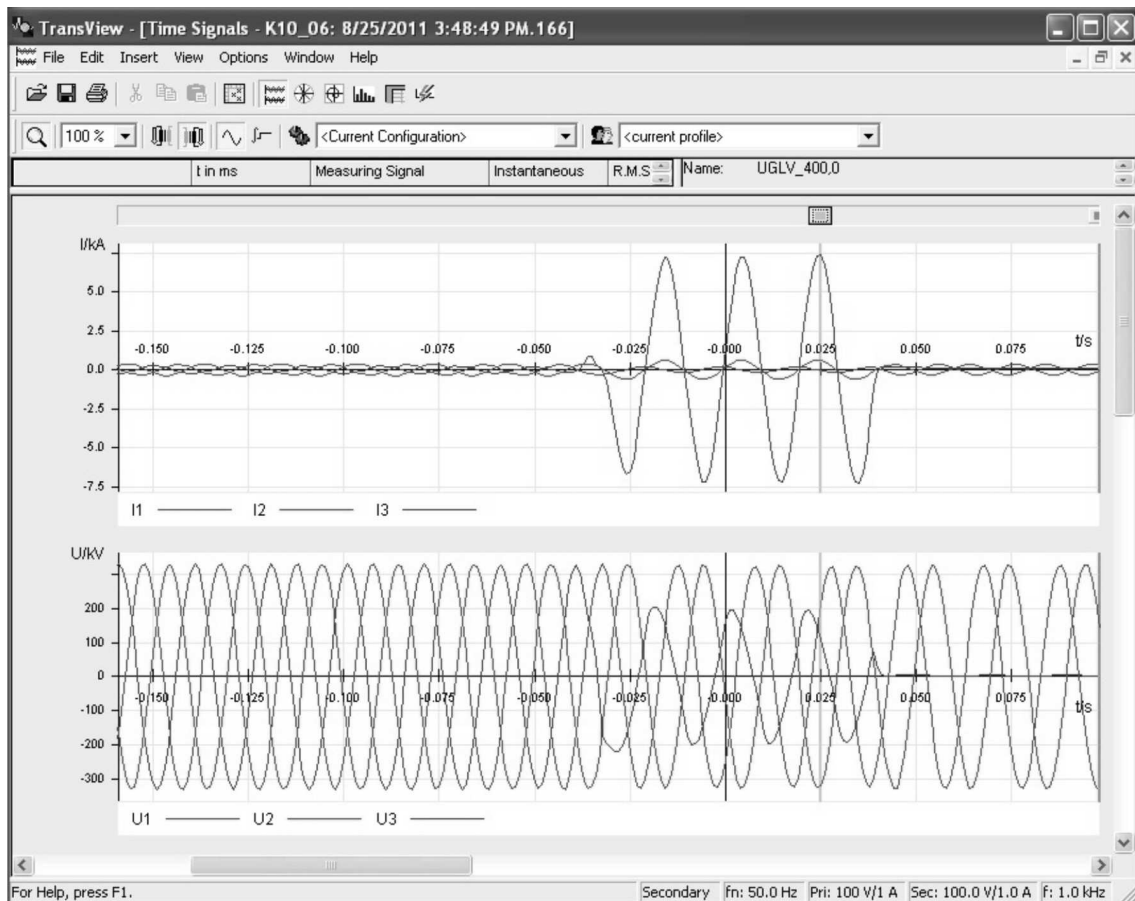 TransView - [Time Signals - K10_06: 8/25/2011 3:48:49 PM.166]
File Edit Insert View Options Window Help
100 % <Current Configuration> <current profile>
t in ms Measuring Signal Instantaneous R.M.S Name: UGLV_400,0
I/kA
5.0
2.5
-0.150 -0.125 -0.100 -0.075 -0.050 -0.025 -0.000 0.025 0.050 0.075 t/s
0.0
-2.5
-5.0
-7.5
I1 I2 I3
U/kV
200
100
0
-0.150 -0.125 -0.100 -0.075 -0.050 -0.025 -0.000 0.025 0.050 0.075 t/s
-100
-200
-300
U1 U2 U3
For Help, press F1. Secondary fn: 50.0 Hz Pri: 100 V/1 A Sec: 100.0 V/1.0 A f: 1.0 kHz